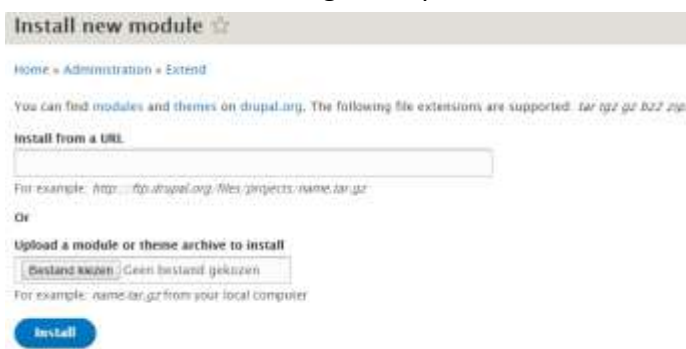 Install new module ☆
Home » Administration » Extend
You can find modules and themes on drupal.org. The following file extensions are supported: tar tgz gz bz2 zip
Install from a URL
For example: http://ftp.drupal.org/files/projects/name.tar.gz
Or
Upload a module or theme archive to install
Bestand kiezen Geen bestand gekozen
For example: name.tar.gz from your local computer
Install